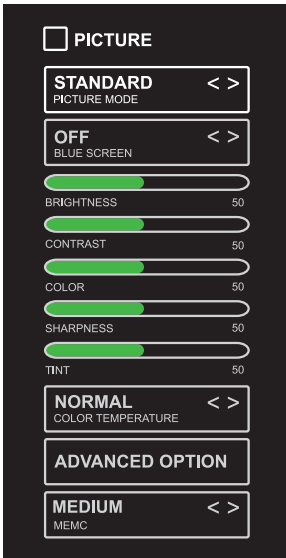 PICTURE
STANDARD < >
PICTURE MODE
OFF < >
BLUE SCREEN
BRIGHTNESS 50
CONTRAST 50
COLOR 50
SHARPNESS 50
TINT 50
NORMAL < >
COLOR TEMPERATURE
ADVANCED OPTION
MEDIUM < >
MEMC